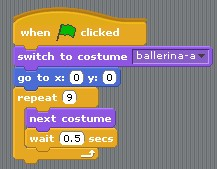 when clicked
switch to costume ballerina-a
go to x: 0 y: 0
repeat 9
next costume
wait 0.5 secs